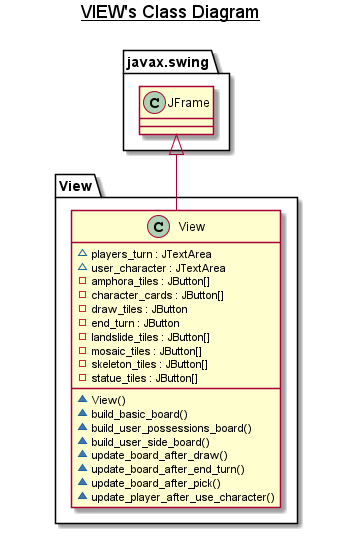 VIEW's Class Diagram
javax.swing
C JFrame
View
C View
players_turn : JTextArea
user_character : JTextArea
amphora_tiles : JButton[]
character_cards : JButton[]
draw_tiles : JButton
end_turn : JButton
landslide_tiles : JButton[]
mosaic_tiles : JButton[]
skeleton_tiles : JButton[]
statue_tiles : JButton[]
View()
build_basic_board()
build_user_possessions_board()
build_user_side_board()
update_board_after_draw()
update_board_after_end_turn()
update_board_after_pick()
update_player_after_use_character()